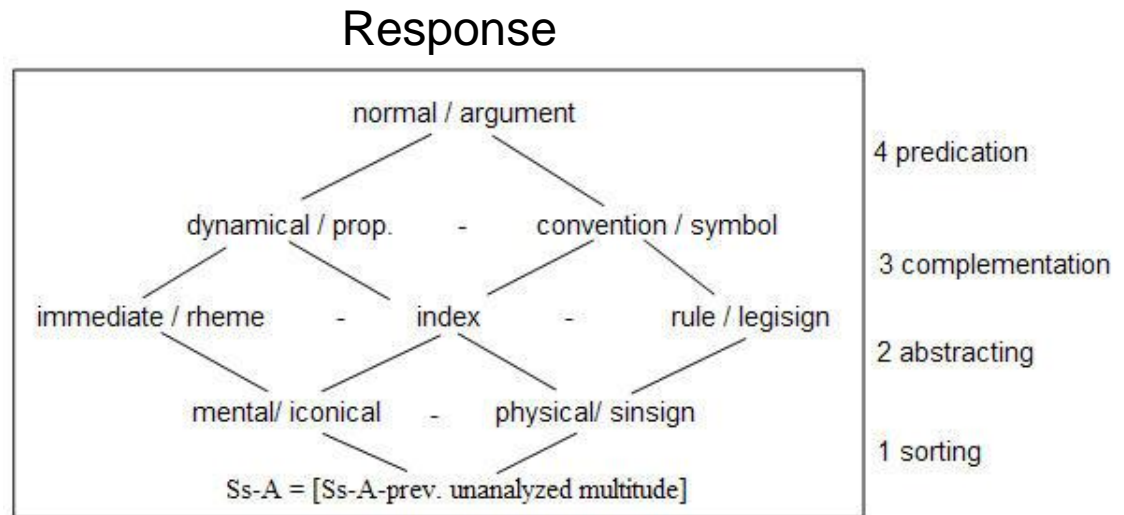 Response
normal / argument
4 predication
dynamical / prop. - convention / symbol
3 complementation
immediate / rheme - index - rule / legisign
2 abstracting
mental/ iconical - physical/ sinsign
1 sorting
Ss-A = [Ss-A-prev. unanalyzed multitude]